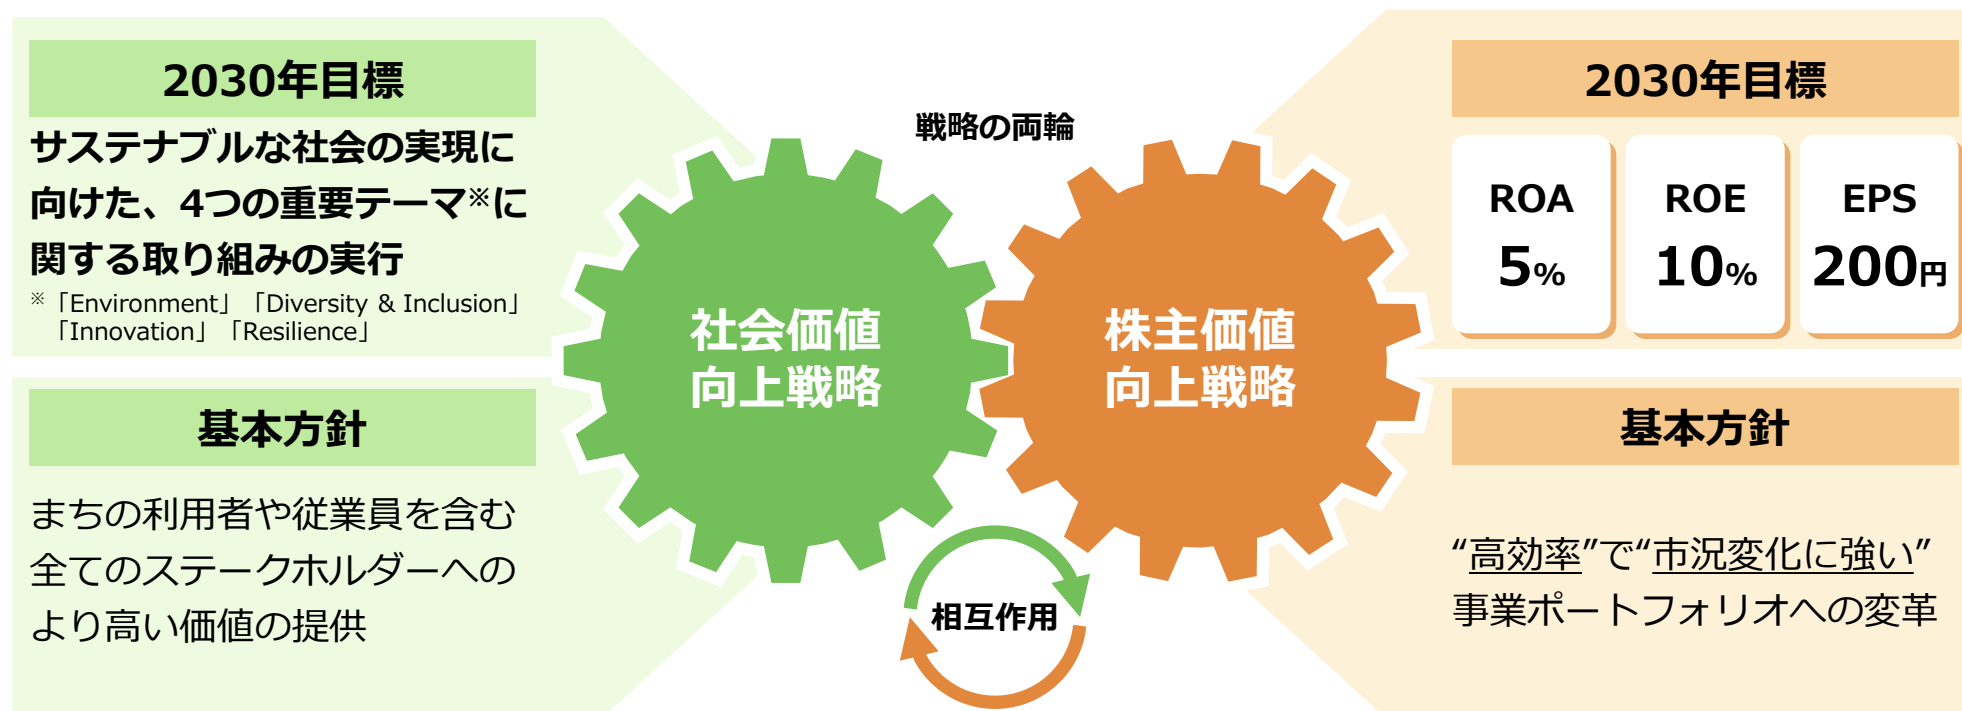 2030年目標
サステナブルな社会の実現に
向けた、4つの重要テーマ※に
関する取り組みの実行
※「Environment」「Diversity & Inclusion」
「Innovation」「Resilience」
基本方針
まちの利用者や従業員を含む
全てのステークホルダーへの
より高い価値の提供
戦略の両輪
社会価値
向上戦略
株主価値
向上戦略
相互作用
2030年目標
ROA
5%
ROE
10%
EPS
200円
基本方針
“高効率”で“市況変化に強い”
事業ポートフォリオへの変革